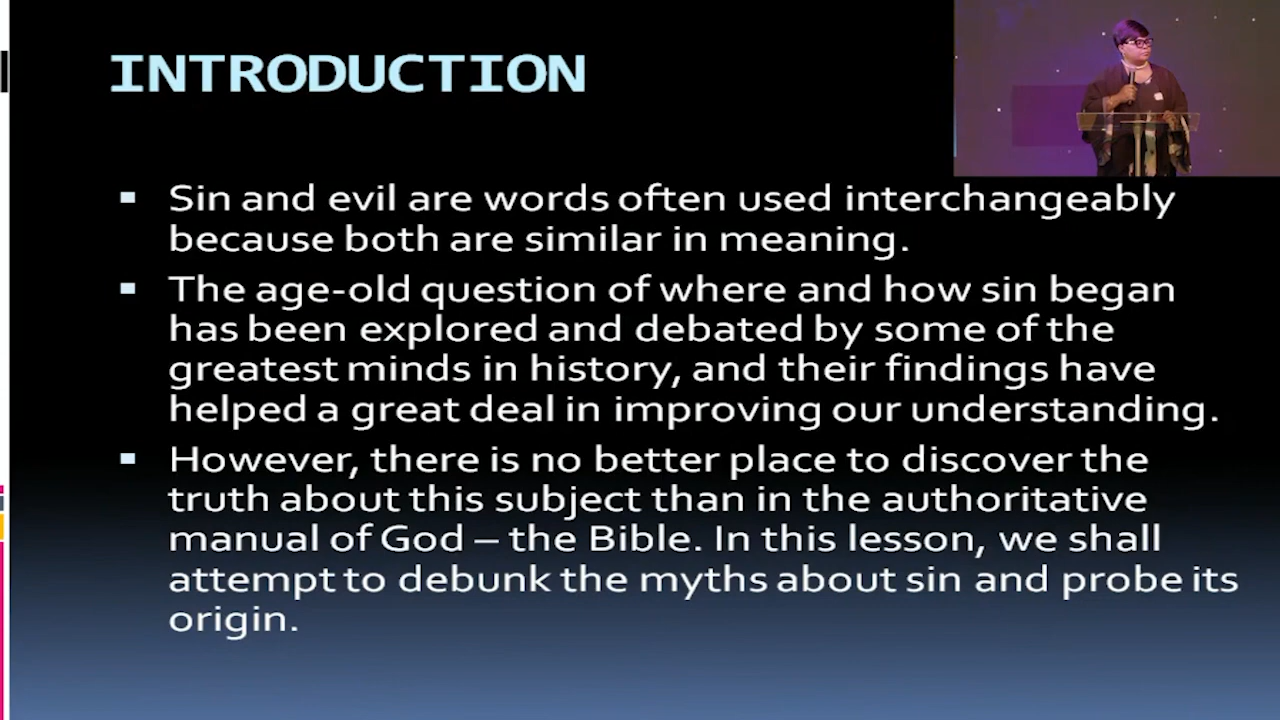 INTRODUCTION
Sin and evil are words often used interchangeably
because both are similar in meaning.
The age-old question of where and how sin began
has been explored and debated by some of the
greatest minds in history, and their findings have
helped a great deal in improving our understanding.
However, there is no better place to discover the
truth about this subject than in the authoritative
manual of God – the Bible. In this lesson, we shall
attempt to debunk the myths about sin and probe its
origin.